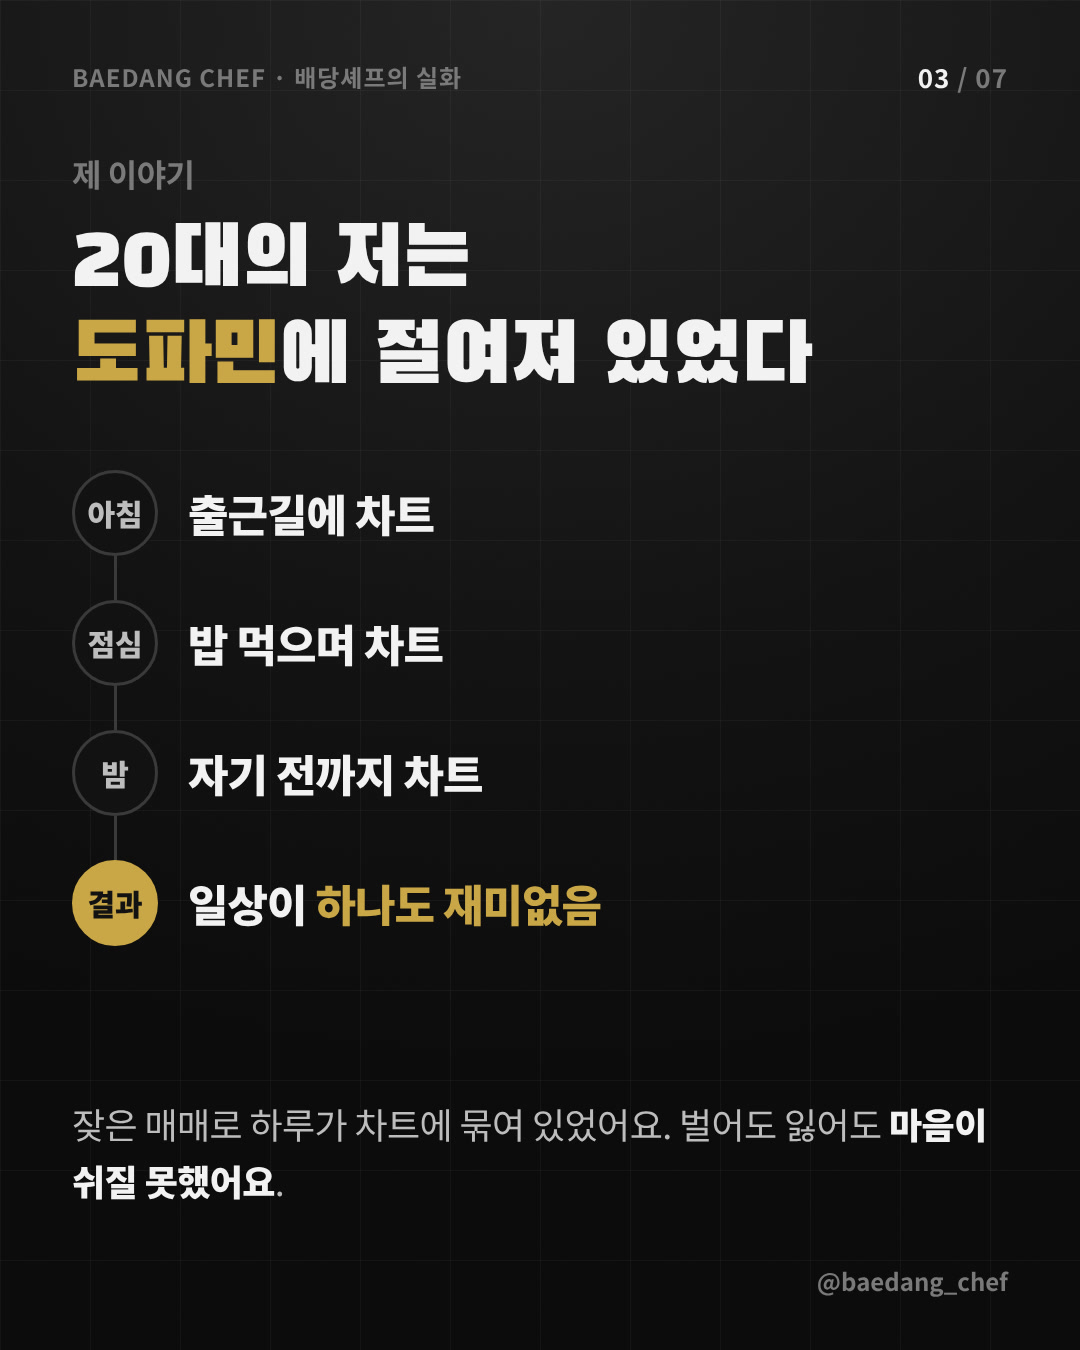 BAEDANG CHEF · 배당셰프의 실화
03 / 07
제 이야기
20대의 저는
도파민에 절여져 있었다
아침 출근길에 차트
점심 밥 먹으며 차트
밤 자기 전까지 차트
결과 일상이 하나도 재미없음
잦은 매매로 하루가 차트에 묶여 있었어요. 벌어도 잃어도 마음이
쉬질 못했어요.
@baedang_chef